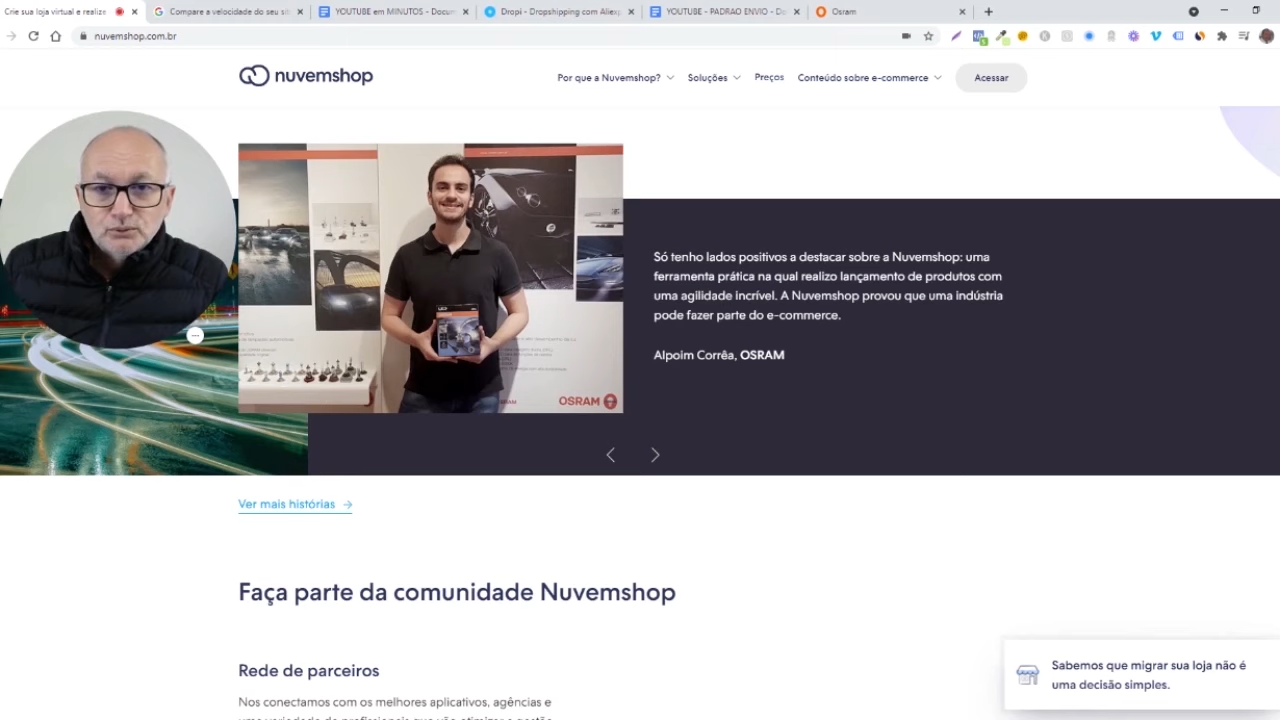 Crie sua loja virtual e realize
Compare a velocidade do seu sit
YOUTUBE em MINUTOS - Docum
Dropi - Dropshipping com Aliex
YOUTUBE - PADRAO ENVIO - Do
Osram
nuvemshop.com.br
nuvemshop
Por que a Nuvemshop?
Soluções
Preços
Conteúdo sobre e-commerce
Acessar
OSRAM
Só tenho lados positivos a destacar sobre a Nuvemshop: uma
ferramenta prática na qual realizo lançamento de produtos com
uma agilidade incrível. A Nuvemshop provou que uma indústria
pode fazer parte do e-commerce.
Alpoim Corrêa, OSRAM
Ver mais histórias
Faça parte da comunidade Nuvemshop
Rede de parceiros
Nos conectamos com os melhores aplicativos, agências e
Sabemos que migrar sua loja não é
uma decisão simples.